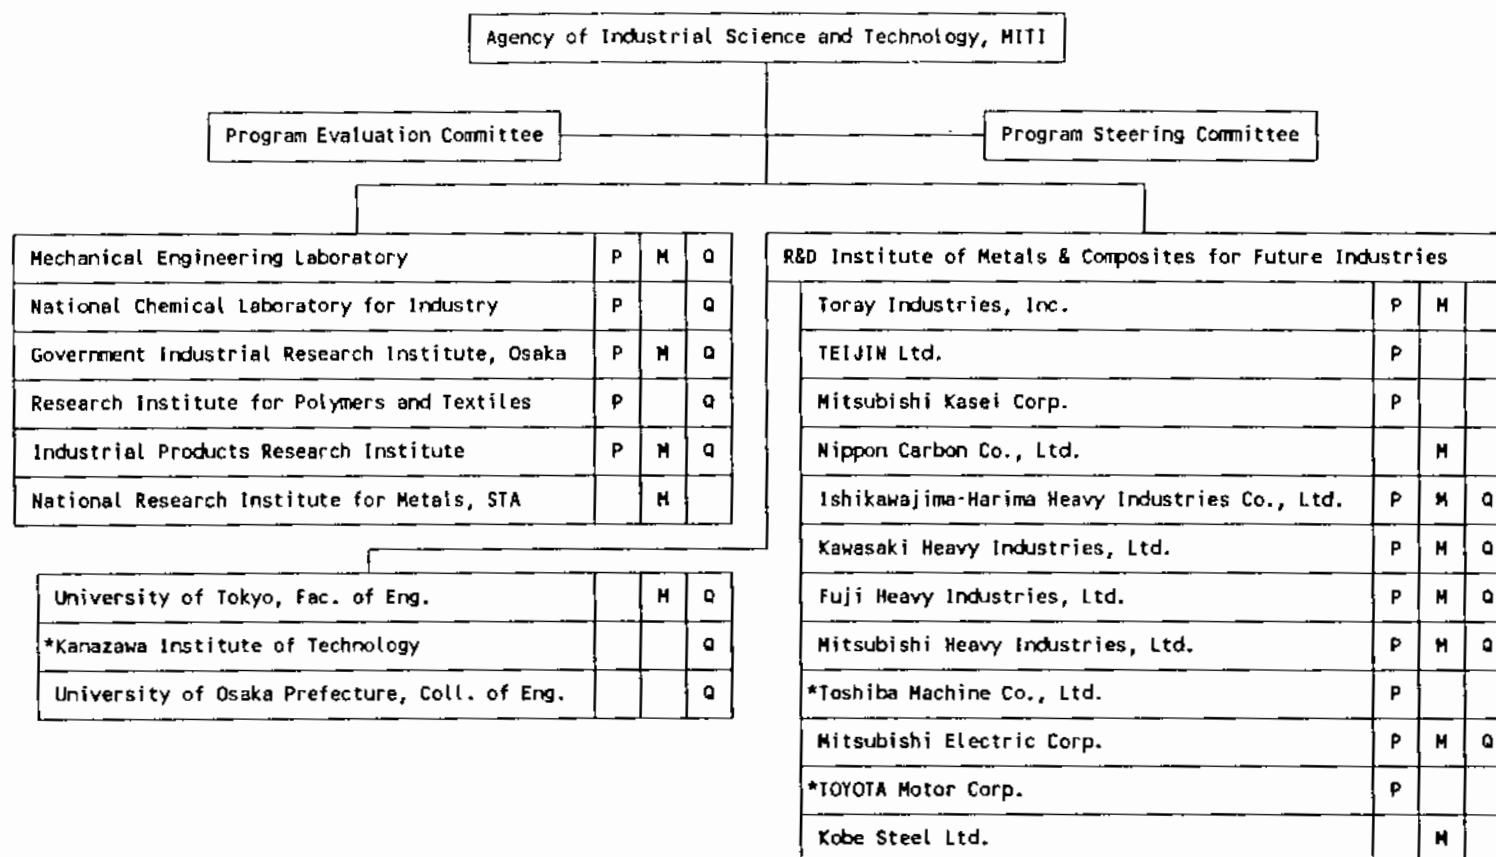 Agency of Industrial Science and Technology, MITI
Program Evaluation Committee
Program Steering Committee
Mechanical Engineering Laboratory P M Q
National Chemical Laboratory for Industry P Q
Government Industrial Research Institute, Osaka P M Q
Research Institute for Polymers and Textiles P Q
Industrial Products Research Institute P M Q
National Research Institute for Metals, STA M
University of Tokyo, Fac. of Eng. M Q
*Kanazawa Institute of Technology Q
University of Osaka Prefecture, Coll. of Eng. Q
R&D Institute of Metals & Composites for Future Industries
Toray Industries, Inc. P M
TEIJIN Ltd. P
Mitsubishi Kasei Corp. P
Nippon Carbon Co., Ltd. M
Ishikawajima-Harima Heavy Industries Co., Ltd. P M Q
Kawasaki Heavy Industries, Ltd. P M Q
Fuji Heavy Industries, Ltd. P M Q
Mitsubishi Heavy Industries, Ltd. P M Q
*Toshiba Machine Co., Ltd. P
Mitsubishi Electric Corp. P M Q
*TOYOTA Motor Corp. P
Kobe Steel Ltd. M